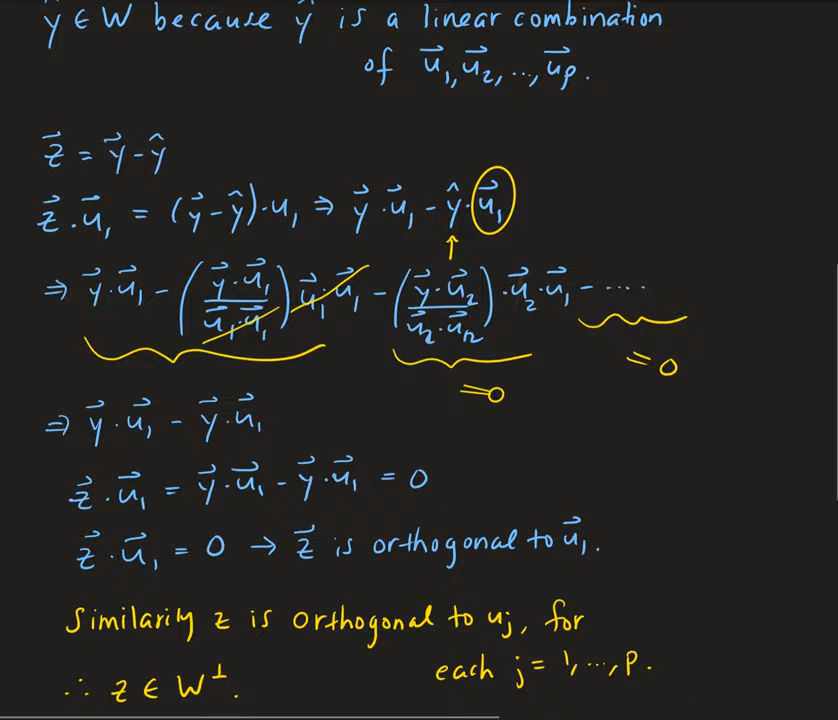 ŷ ∈ W because ŷ is a linear combination
of u⃗₁, u⃗₂, ..., u⃗p.
z⃗ = y⃗ - ŷ
z⃗ · u⃗₁ = (y⃗ - ŷ) · u₁ ⇒ y⃗ · u⃗₁ - ŷ · u⃗₁
⇒ y⃗ · u⃗₁ - (y⃗ · u⃗₁ / u⃗₁ · u⃗₁) u⃗₁ · u⃗₁ - (y⃗ · u⃗₂ / u⃗₂ · u⃗₂) · u⃗₂ · u⃗₁ - ....
= 0
= 0
⇒ y⃗ · u⃗₁ - y⃗ · u⃗₁
z⃗ · u⃗₁ = y⃗ · u⃗₁ - y⃗ · u⃗₁ = 0
z⃗ · u⃗₁ = 0 → z⃗ is orthogonal to u⃗₁.
Similarity z is orthogonal to uⱼ, for
each j = 1, ..., p.
∴ z ∈ W⊥.